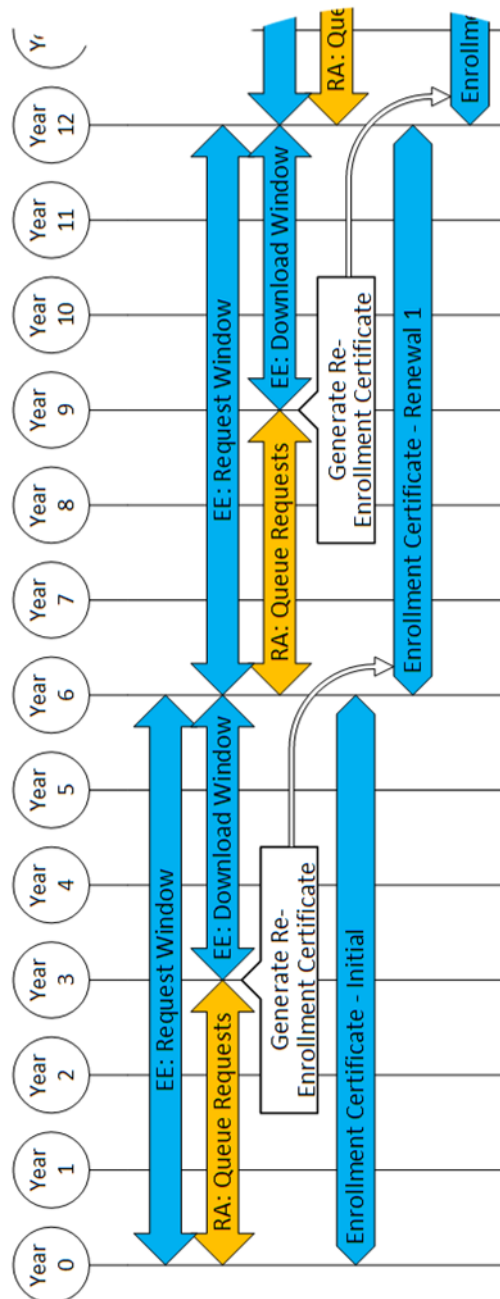 Year
0
Year
1
Year
2
Year
3
Year
4
Year
5
Year
6
Year
7
Year
8
Year
9
Year
10
Year
11
Year
12
EE: Request Window
RA: Queue Requests
EE: Download Window
Generate Re-
Enrollment Certificate
Enrollment Certificate - Initial
EE: Request Window
RA: Queue Requests
EE: Download Window
Generate Re-
Enrollment Certificate
Enrollment Certificate - Renewal 1
RA: Que
Enrollm